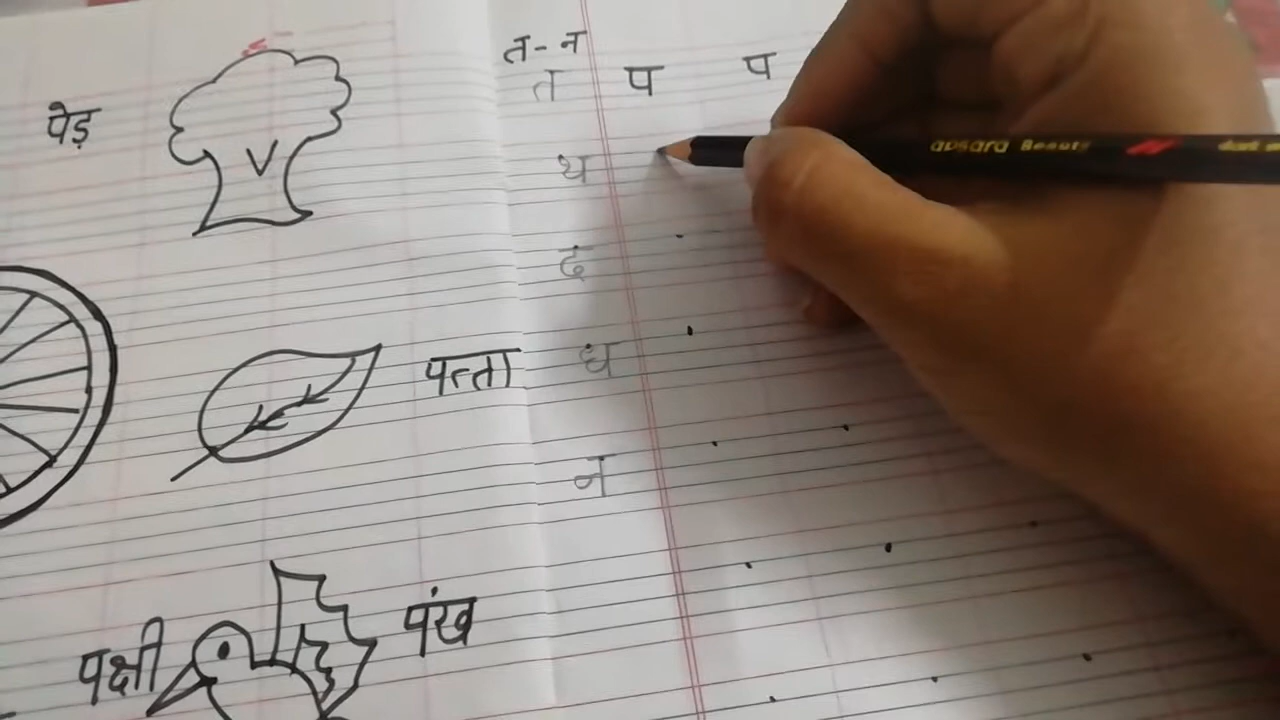 त-न
त प प
पेड़
apsara Beauty
थ
द
ध
पत्ता
न
पंख
पक्षी